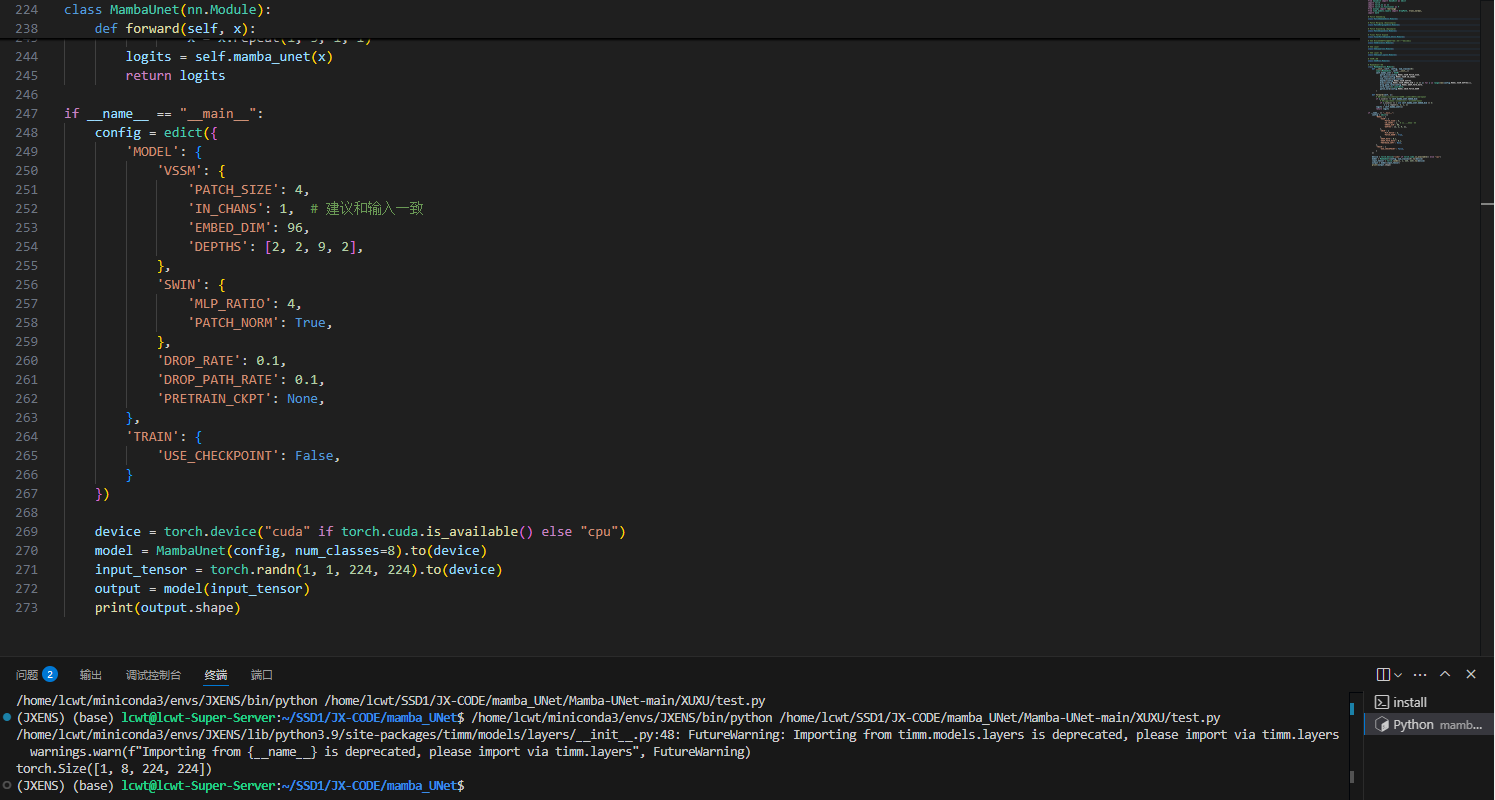 224 class MambaUnet(nn.Module):
238     def forward(self, x):
244         logits = self.mamba_unet(x)
245         return logits
246
247 if __name__ == "__main__":
248     config = edict({
249         'MODEL': {
250             'VSSM': {
251                 'PATCH_SIZE': 4,
252                 'IN_CHANS': 1,  # 建议和输入一致
253                 'EMBED_DIM': 96,
254                 'DEPTHS': [2, 2, 9, 2],
255             },
256             'SWIN': {
257                 'MLP_RATIO': 4,
258                 'PATCH_NORM': True,
259             },
260             'DROP_RATE': 0.1,
261             'DROP_PATH_RATE': 0.1,
262             'PRETRAIN_CKPT': None,
263         },
264         'TRAIN': {
265             'USE_CHECKPOINT': False,
266         }
267     })
268
269     device = torch.device("cuda" if torch.cuda.is_available() else "cpu")
270     model = MambaUnet(config, num_classes=8).to(device)
271     input_tensor = torch.randn(1, 1, 224, 224).to(device)
272     output = model(input_tensor)
273     print(output.shape)
问题 2 输出 调试控制台 终端 端口
/home/lcwt/miniconda3/envs/JXENS/bin/python /home/lcwt/SSD1/JX-CODE/mamba_UNet/Mamba-UNet-main/XUXU/test.py
(JXENS) (base) lcwt@lcwt-Super-Server:~/SSD1/JX-CODE/mamba_UNet$ /home/lcwt/miniconda3/envs/JXENS/bin/python /home/lcwt/SSD1/JX-CODE/mamba_UNet/Mamba-UNet-main/XUXU/test.py
/home/lcwt/miniconda3/envs/JXENS/lib/python3.9/site-packages/timm/models/layers/__init__.py:48: FutureWarning: Importing from timm.models.layers is deprecated, please import via timm.layers
  warnings.warn(f"Importing from {__name__} is deprecated, please import via timm.layers", FutureWarning)
torch.Size([1, 8, 224, 224])
(JXENS) (base) lcwt@lcwt-Super-Server:~/SSD1/JX-CODE/mamba_UNet$
install
Python mamb...